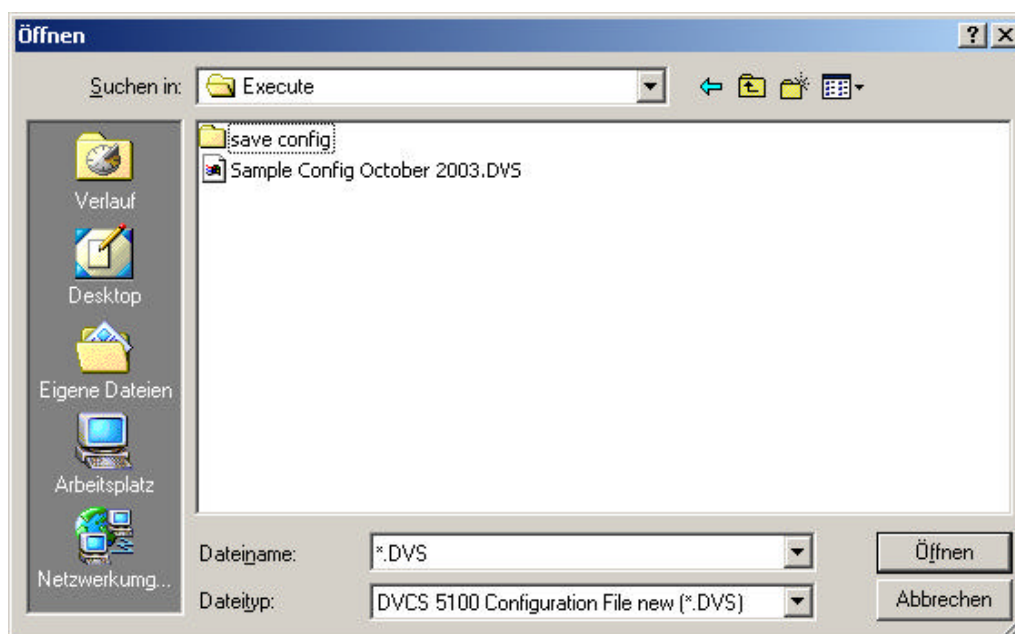 Öffnen
Suchen in: Execute
save config
Sample Config October 2003.DVS
Verlauf
Desktop
Eigene Dateien
Arbeitsplatz
Netzwerkumg...
Dateiname: *.DVS Öffnen
Dateityp: DVCS 5100 Configuration File new (*.DVS) Abbrechen